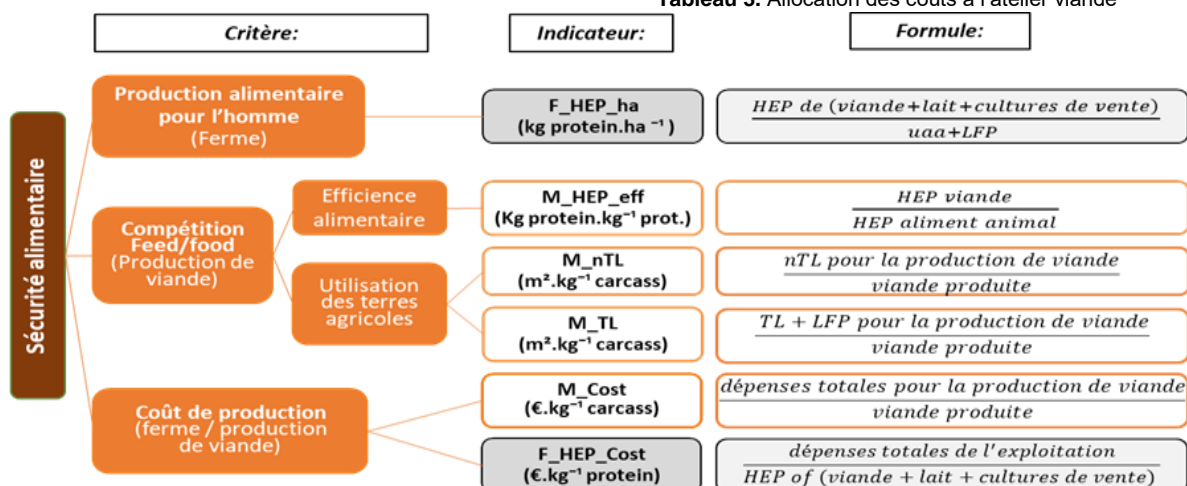 Tableau 3. Allocation des coûts à l'atelier viande
Critère:
Indicateur:
Formule:
Sécurité alimentaire
Production alimentaire
pour l'homme
(Ferme)
F_HEP_ha
(kg protein.ha ⁻¹ )
HEP de (viande+lait+cultures de vente)
uaa+LFP
Compétition
Feed/food
(Production de
viande)
Efficience
alimentaire
M_HEP_eff
(Kg protein.kg⁻¹ prot.)
HEP viande
HEP aliment animal
Utilisation
des terres
agricoles
M_nTL
(m².kg⁻¹ carcass)
nTL pour la production de viande
viande produite
M_TL
(m².kg⁻¹ carcass)
TL + LFP pour la production de viande
viande produite
Coût de production
(ferme / production
de viande)
M_Cost
(€.kg⁻¹ carcass)
dépenses totales pour la production de viande
viande produite
F_HEP_Cost
(€.kg⁻¹ protein)
dépenses totales de l'exploitation
HEP of (viande + lait + cultures de vente)